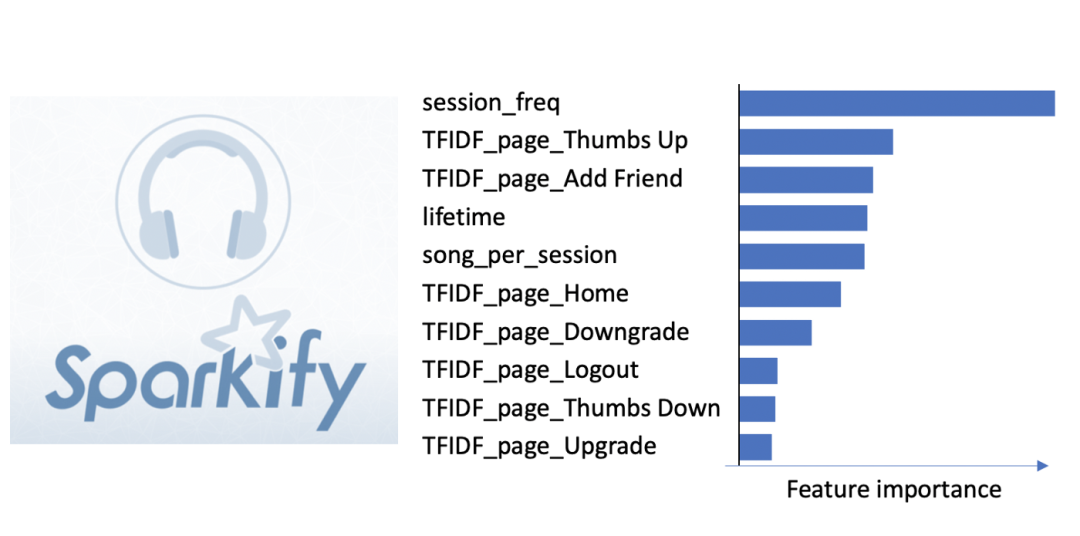 Sparkify
session_freq
TFIDF_page_Thumbs Up
TFIDF_page_Add Friend
lifetime
song_per_session
TFIDF_page_Home
TFIDF_page_Downgrade
TFIDF_page_Logout
TFIDF_page_Thumbs Down
TFIDF_page_Upgrade
Feature importance